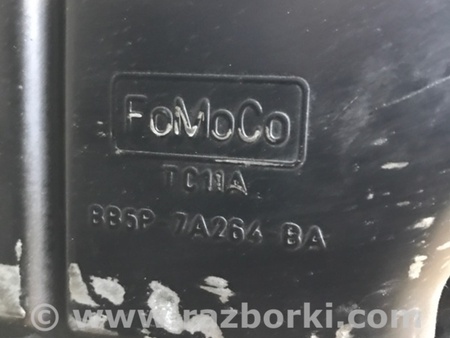 FoMoCo
TC11A
BB5P 7A264 BA
© www.razborki.com